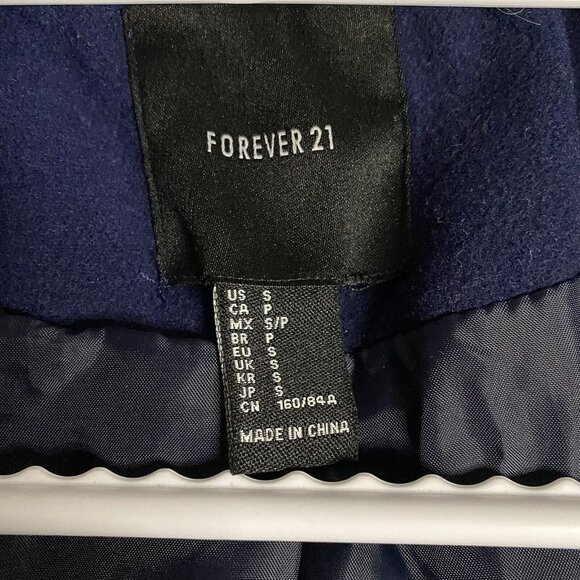 FOREVER 21
US S
CA P
MX S/P
BR P
EU S
UK S
KR S
JP S
CN 160/84A
MADE IN CHINA